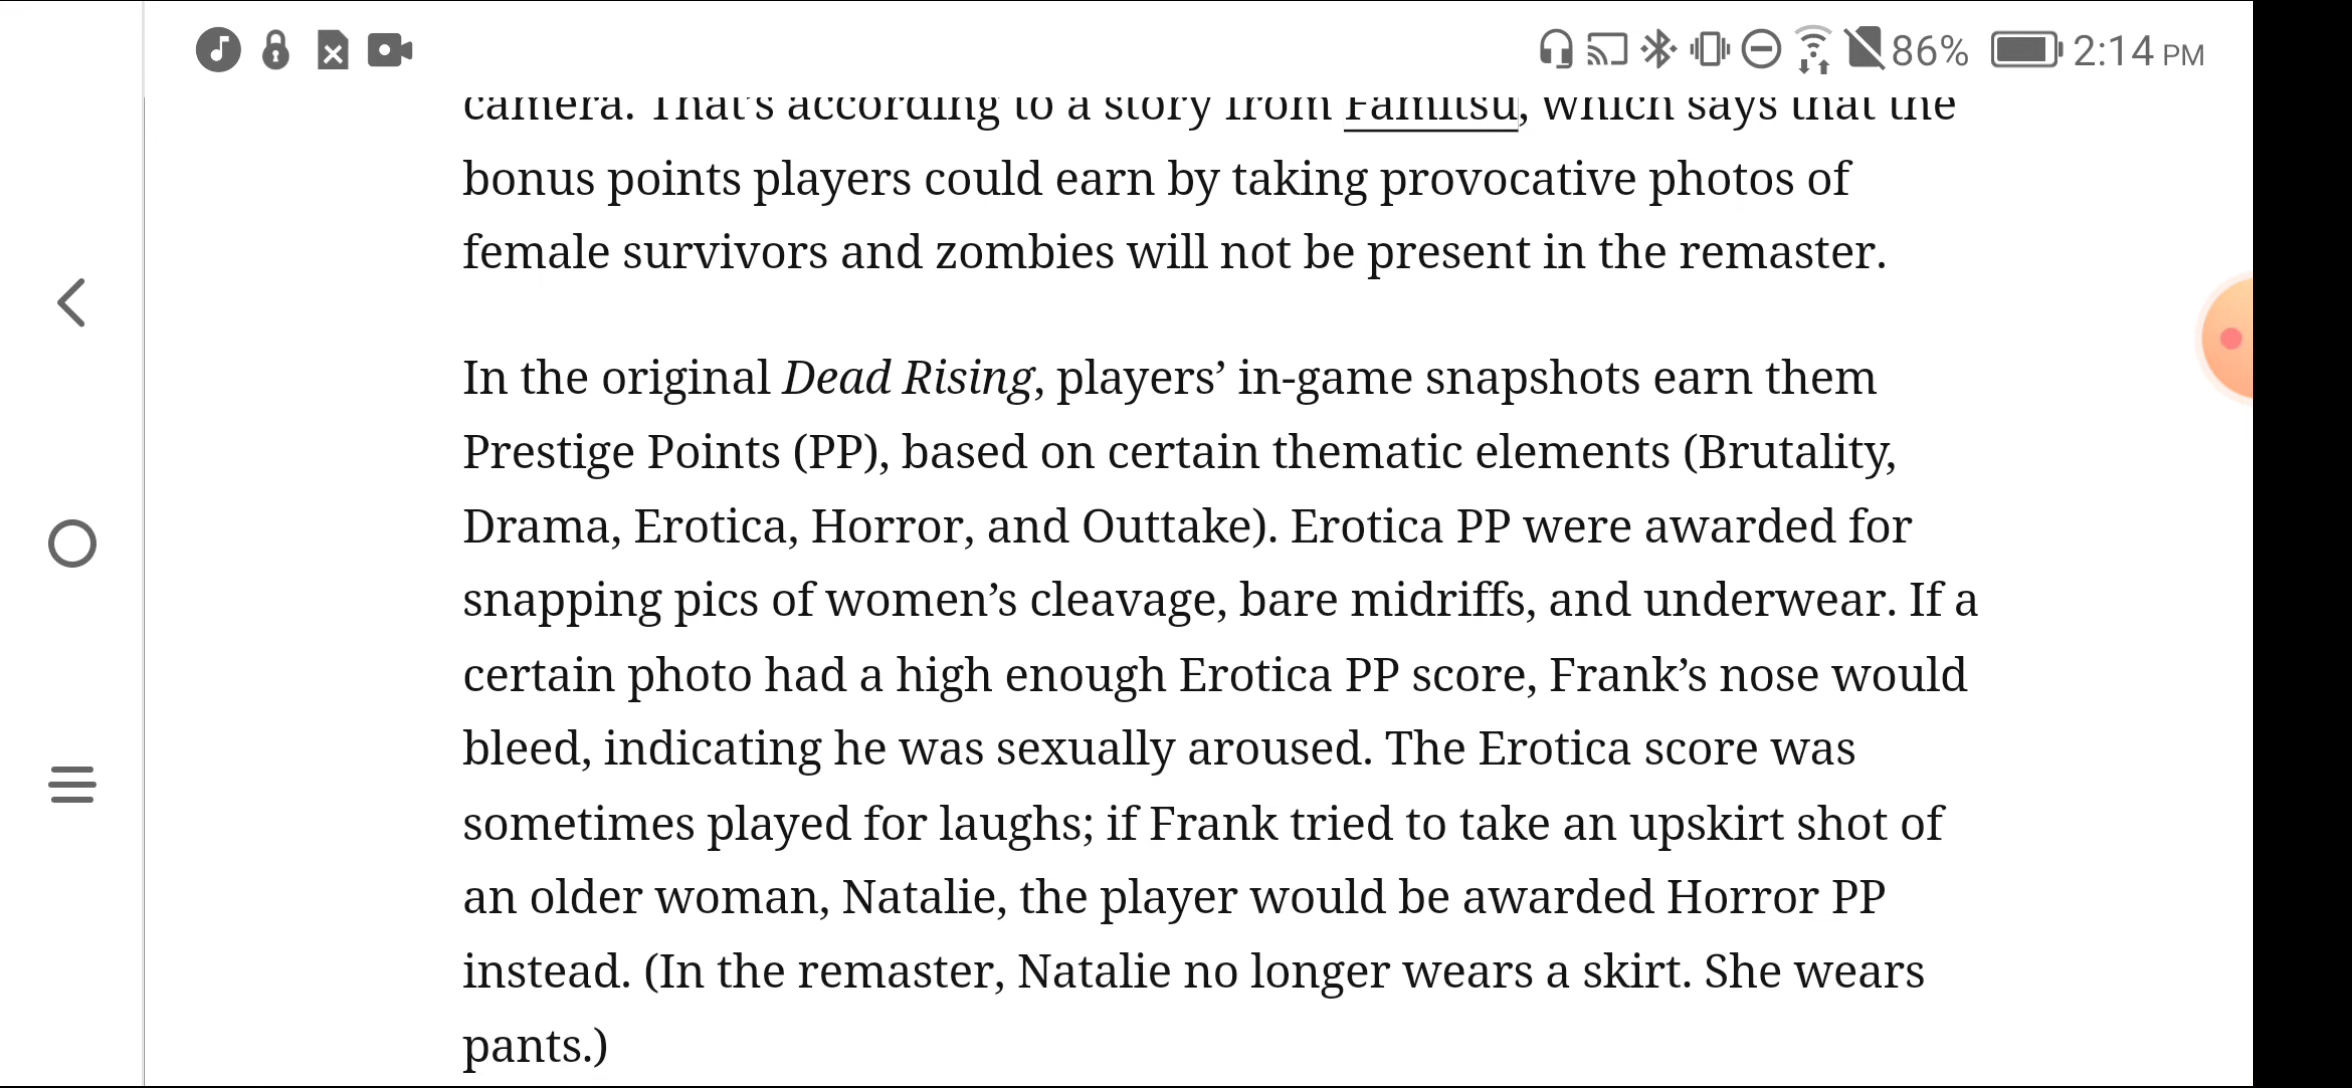 86% 2:14 PM
camera. That's according to a story from Famitsu, which says that the
bonus points players could earn by taking provocative photos of
female survivors and zombies will not be present in the remaster.
In the original Dead Rising, players’ in-game snapshots earn them
Prestige Points (PP), based on certain thematic elements (Brutality,
Drama, Erotica, Horror, and Outtake). Erotica PP were awarded for
snapping pics of women’s cleavage, bare midriffs, and underwear. If a
certain photo had a high enough Erotica PP score, Frank’s nose would
bleed, indicating he was sexually aroused. The Erotica score was
sometimes played for laughs; if Frank tried to take an upskirt shot of
an older woman, Natalie, the player would be awarded Horror PP
instead. (In the remaster, Natalie no longer wears a skirt. She wears
pants.)